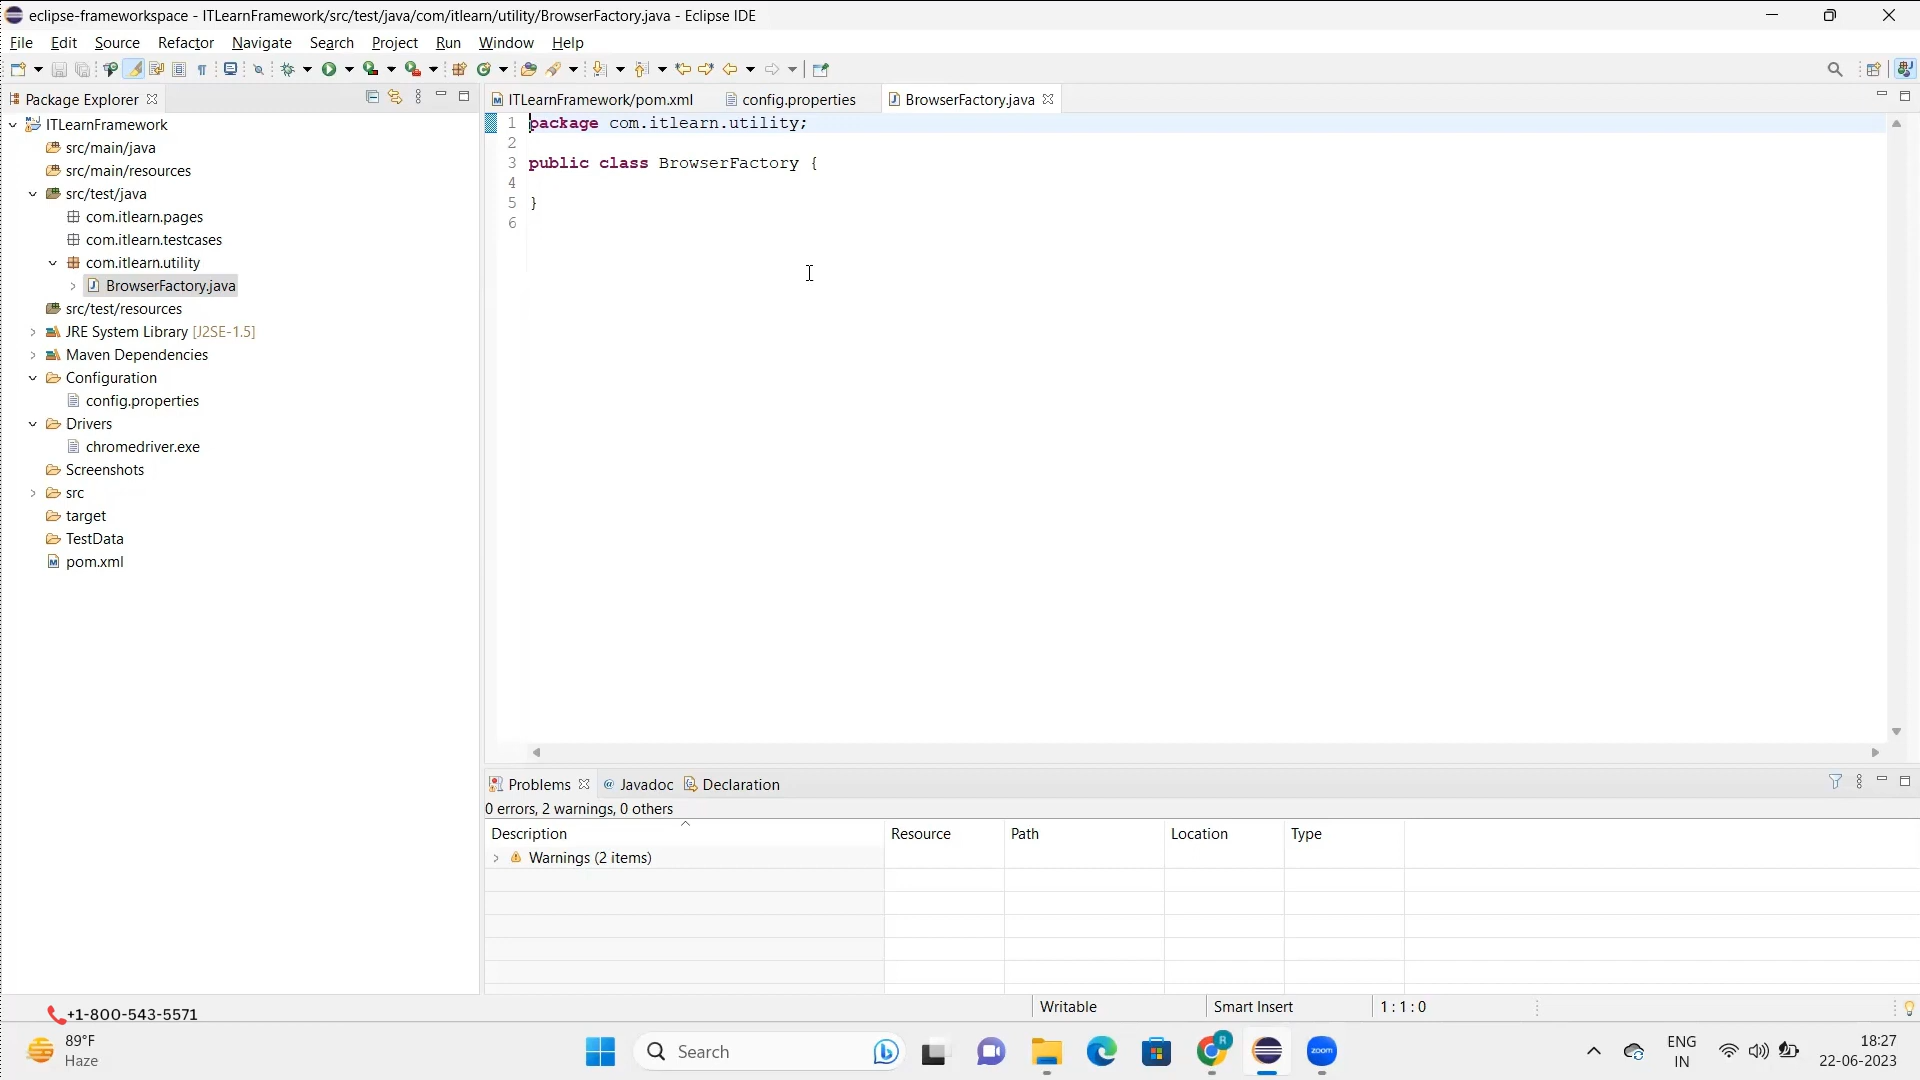 eclipse-frameworkspace - ITLearnFramework/src/test/java/com/itlearn/utility/BrowserFactory.java - Eclipse IDE
File Edit Source Refactor Navigate Search Project Run Window Help
Package Explorer
ITLearnFramework/pom.xml config.properties BrowserFactory.java
ITLearnFramework
src/main/java
src/main/resources
src/test/java
com.itlearn.pages
com.itlearn.testcases
com.itlearn.utility
BrowserFactory.java
src/test/resources
JRE System Library [J2SE-1.5]
Maven Dependencies
Configuration
config.properties
Drivers
chromedriver.exe
Screenshots
src
target
TestData
pom.xml
1 package com.itlearn.utility;
2
3 public class BrowserFactory {
4
5 }
6
Problems @ Javadoc Declaration
0 errors, 2 warnings, 0 others
Description Resource Path Location Type
Warnings (2 items)
Writable Smart Insert 1 : 1 : 0
+1-800-543-5571
89°F
Haze
Search
R
zoom
ENG
IN
18:27
22-06-2023